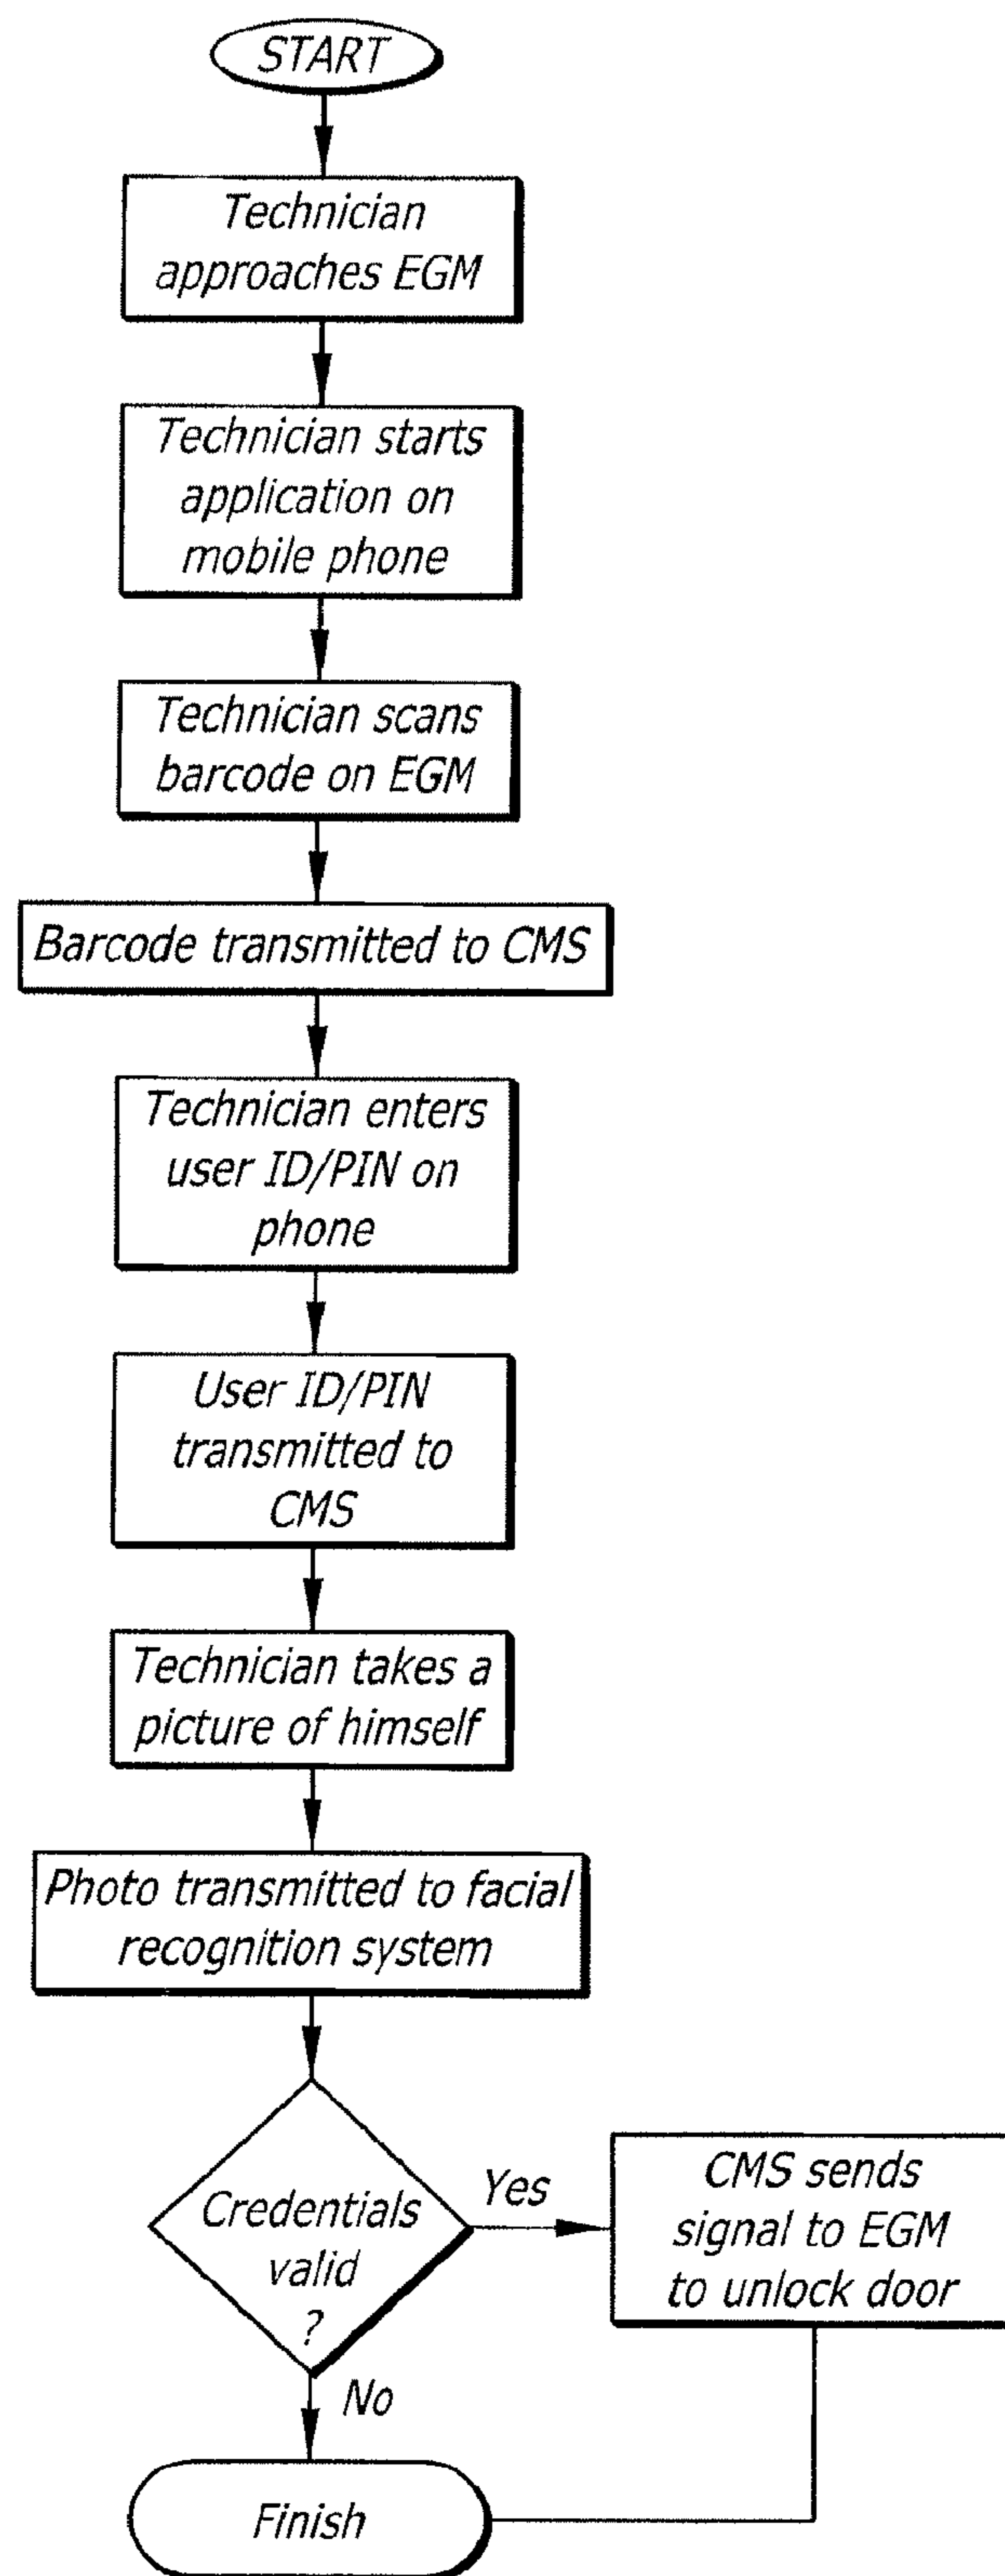 START
Technician
approaches EGM
Technician starts
application on
mobile phone
Technician scans
barcode on EGM
Barcode transmitted to CMS
Technician enters
user ID/PIN on
phone
User ID/PIN
transmitted to
CMS
Technician takes a
picture of himself
Photo transmitted to facial
recognition system
Credentials
valid
?
Yes
CMS sends
signal to EGM
to unlock door
No
Finish